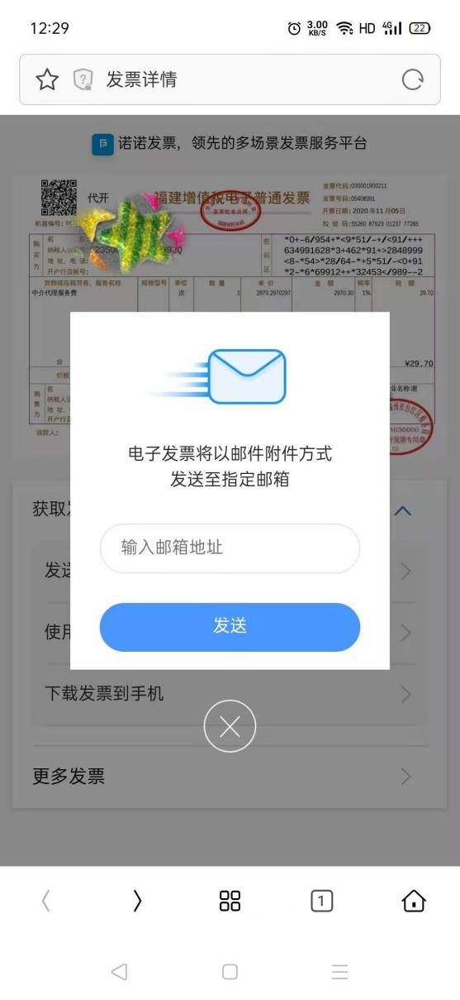 12:29
3.00
KB/S
HD
4G
22
发票详情
诺诺发票，领先的多场景发票服务平台
代开
福建增值税电子普通发票
发票代码:035001900211
发票号码:05408991
开票日期: 2020 年11 月05日
机器编号:
校 验 码:55260 87923 01237 77265
购买方
名
纳税人识别号
地 址、电 话:
开户行及账号:
密码区
*0+-6/954+*<9*51/-+/<91/+++
634991628*3+462*91+>2848999
<8-*54>*28/64-*+5*51/-<0+91
*2-*6*69912++*32453</989--2
货物或应税劳务、服务名称 规格型号 单位 数 量 单 价 金 额 税率 税 额
中介代理服务费 次 1 2970.2970297 2970.30 1% 29.70
合
¥29.70
价税
销售方
名
纳税人识
地 址、
开户行及
业名称:谢
收款人:
电子发票将以邮件附件方式
发送至指定邮箱
输入邮箱地址
发送
获取
发送
使用
下载发票到手机
更多发票
1